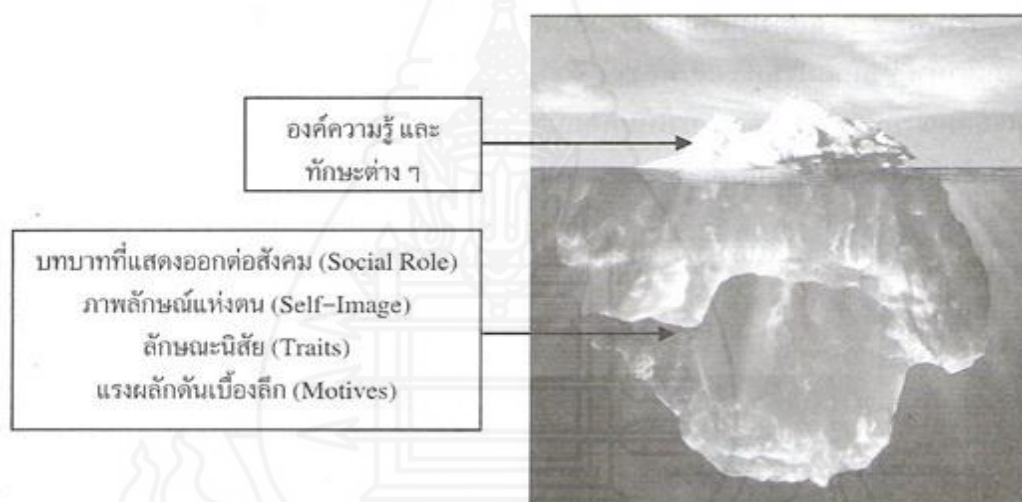 องค์ความรู้ และ
ทักษะต่าง ๆ
บทบาทที่แสดงออกต่อสังคม (Social Role)
ภาพลักษณ์แห่งตน (Self-Image)
ลักษณะนิสัย (Traits)
แรงผลักดันเบื้องลึก (Motives)